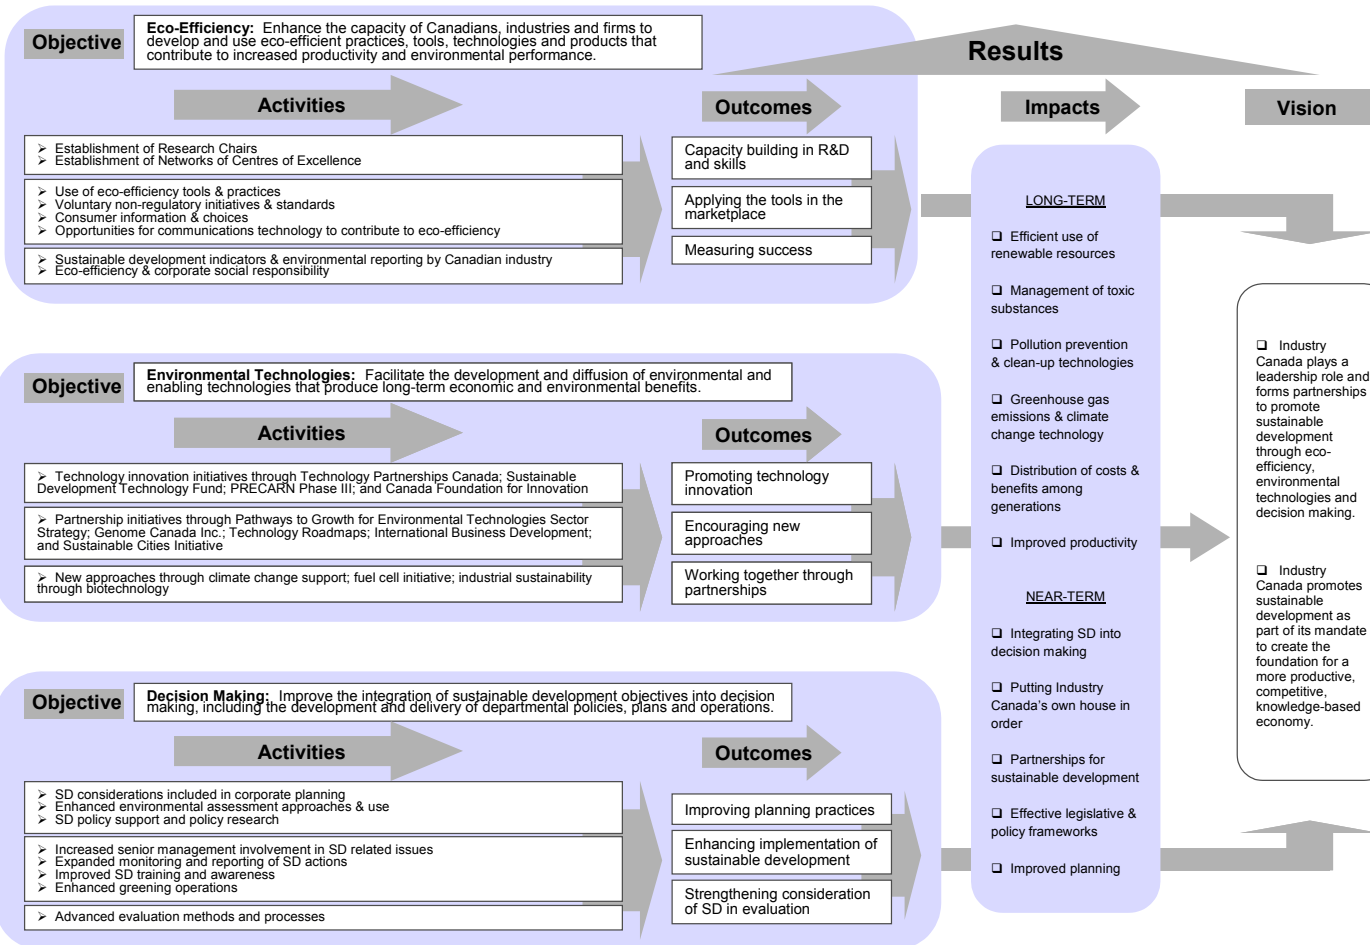 Objective
Eco-Efficiency: Enhance the capacity of Canadians, industries and firms to
develop and use eco-efficient practices, tools, technologies and products that
contribute to increased productivity and environmental performance.
Results
Activities
Outcomes
Impacts
Vision
➢ Establishment of Research Chairs
➢ Establishment of Networks of Centres of Excellence
➢ Use of eco-efficiency tools & practices
➢ Voluntary non-regulatory initiatives & standards
➢ Consumer information & choices
➢ Opportunities for communications technology to contribute to eco-efficiency
➢ Sustainable development indicators & environmental reporting by Canadian industry
➢ Eco-efficiency & corporate social responsibility
Capacity building in R&D
and skills
Applying the tools in the
marketplace
Measuring success
Objective
Environmental Technologies: Facilitate the development and diffusion of environmental and
enabling technologies that produce long-term economic and environmental benefits.
Activities
Outcomes
➢ Technology innovation initiatives through Technology Partnerships Canada; Sustainable
Development Technology Fund; PRECARN Phase III; and Canada Foundation for Innovation
➢ Partnership initiatives through Pathways to Growth for Environmental Technologies Sector
Strategy; Genome Canada Inc.; Technology Roadmaps; International Business Development;
and Sustainable Cities Initiative
➢ New approaches through climate change support; fuel cell initiative; industrial sustainability
through biotechnology
Promoting technology
innovation
Encouraging new
approaches
Working together through
partnerships
Objective
Decision Making: Improve the integration of sustainable development objectives into decision
making, including the development and delivery of departmental policies, plans and operations.
Activities
Outcomes
➢ SD considerations included in corporate planning
➢ Enhanced environmental assessment approaches & use
➢ SD policy support and policy research
➢ Increased senior management involvement in SD related issues
➢ Expanded monitoring and reporting of SD actions
➢ Improved SD training and awareness
➢ Enhanced greening operations
➢ Advanced evaluation methods and processes
Improving planning practices
Enhancing implementation of
sustainable development
Strengthening consideration
of SD in evaluation
LONG-TERM
❑ Efficient use of
renewable resources
❑ Management of toxic
substances
❑ Pollution prevention
& clean-up technologies
❑ Greenhouse gas
emissions & climate
change technology
❑ Distribution of costs &
benefits among
generations
❑ Improved productivity
NEAR-TERM
❑ Integrating SD into
decision making
❑ Putting Industry
Canada's own house in
order
❑ Partnerships for
sustainable development
❑ Effective legislative &
policy frameworks
❑ Improved planning
❑ Industry
Canada plays a
leadership role and
forms partnerships
to promote
sustainable
development
through eco-
efficiency,
environmental
technologies and
decision making.
❑ Industry
Canada promotes
sustainable
development as
part of its mandate
to create the
foundation for a
more productive,
competitive,
knowledge-based
economy.